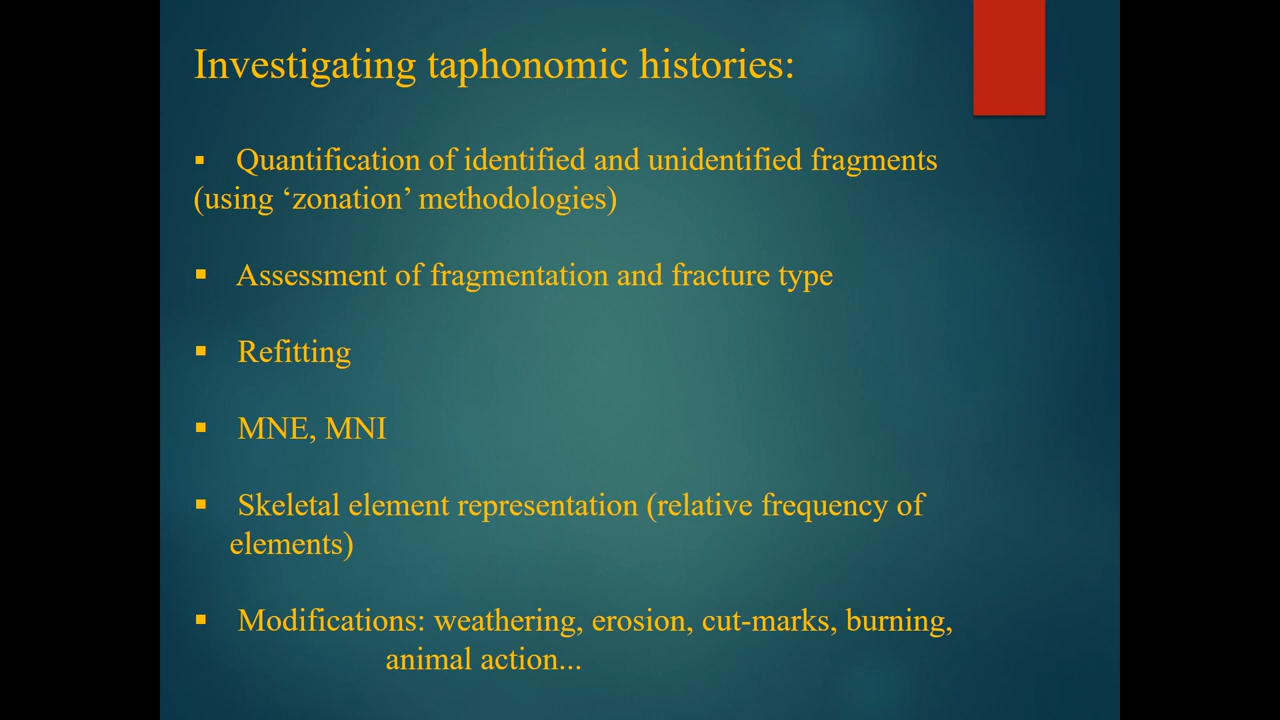 Investigating taphonomic histories:
▪ Quantification of identified and unidentified fragments
(using ‘zonation’ methodologies)
▪ Assessment of fragmentation and fracture type
▪ Refitting
▪ MNE, MNI
▪ Skeletal element representation (relative frequency of
elements)
▪ Modifications: weathering, erosion, cut-marks, burning,
animal action...